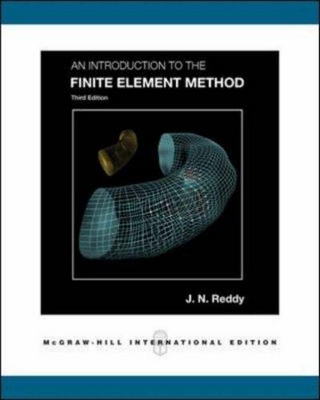 AN INTRODUCTION TO THE
FINITE ELEMENT METHOD
Third Edition
J. N. Reddy
McGRAW-HILL INTERNATIONAL EDITION